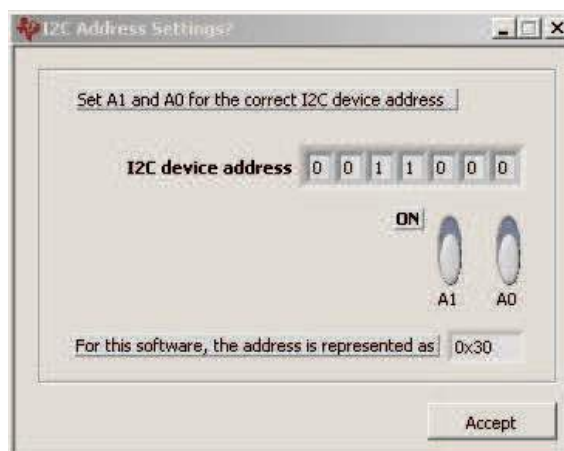 I2C Address Settings?
Set A1 and A0 for the correct I2C device address
I2C device address 0 0 1 1 0 0 0
ON
A1 A0
For this software, the address is represented as 0x30
Accept